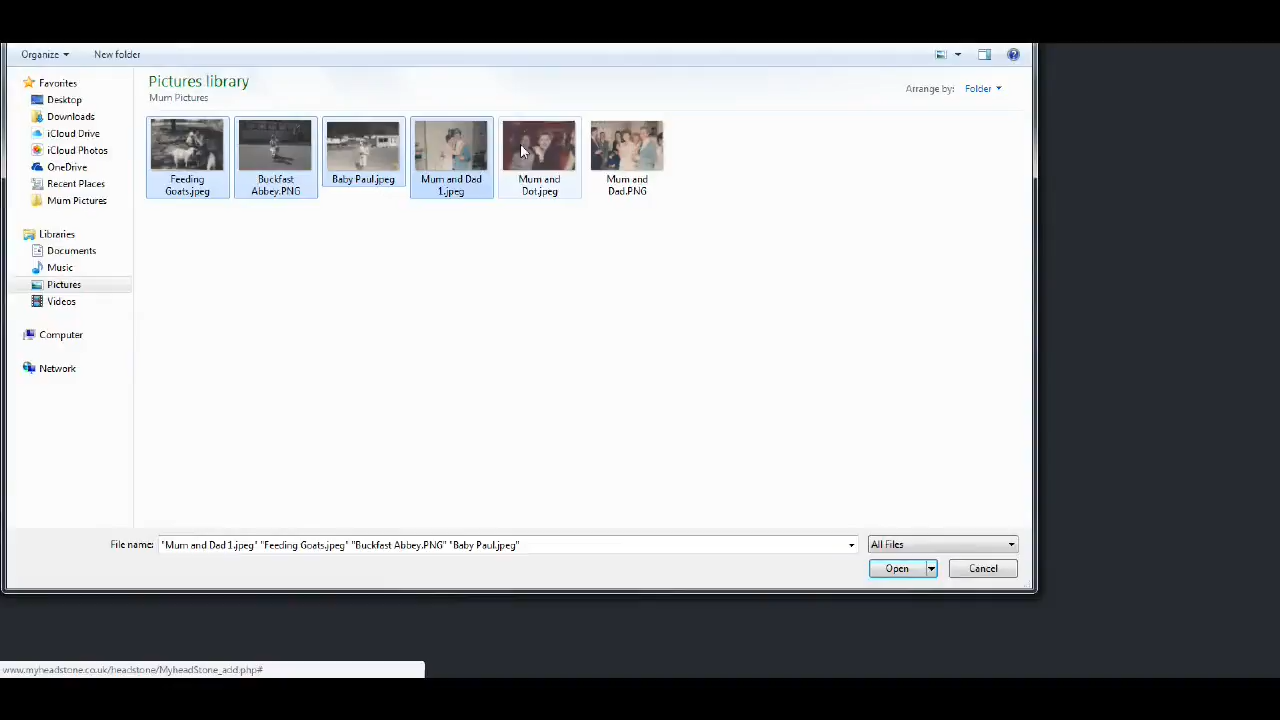 Organize
New folder
Favorites
Desktop
Downloads
iCloud Drive
iCloud Photos
OneDrive
Recent Places
Mum Pictures
Libraries
Documents
Music
Pictures
Videos
Computer
Network
Pictures library
Mum Pictures
Arrange by: Folder
Feeding
Goats.jpeg
Buckfast
Abbey.PNG
Baby Paul.jpeg
Mum and Dad
1.jpeg
Mum and
Dot.jpeg
Mum and
Dad.PNG
File name: "Mum and Dad 1.jpeg" "Feeding Goats.jpeg" "Buckfast Abbey.PNG" "Baby Paul.jpeg"
All Files
Open
Cancel
www.myheadstone.co.uk/headstone/MyheadStone_add.php#